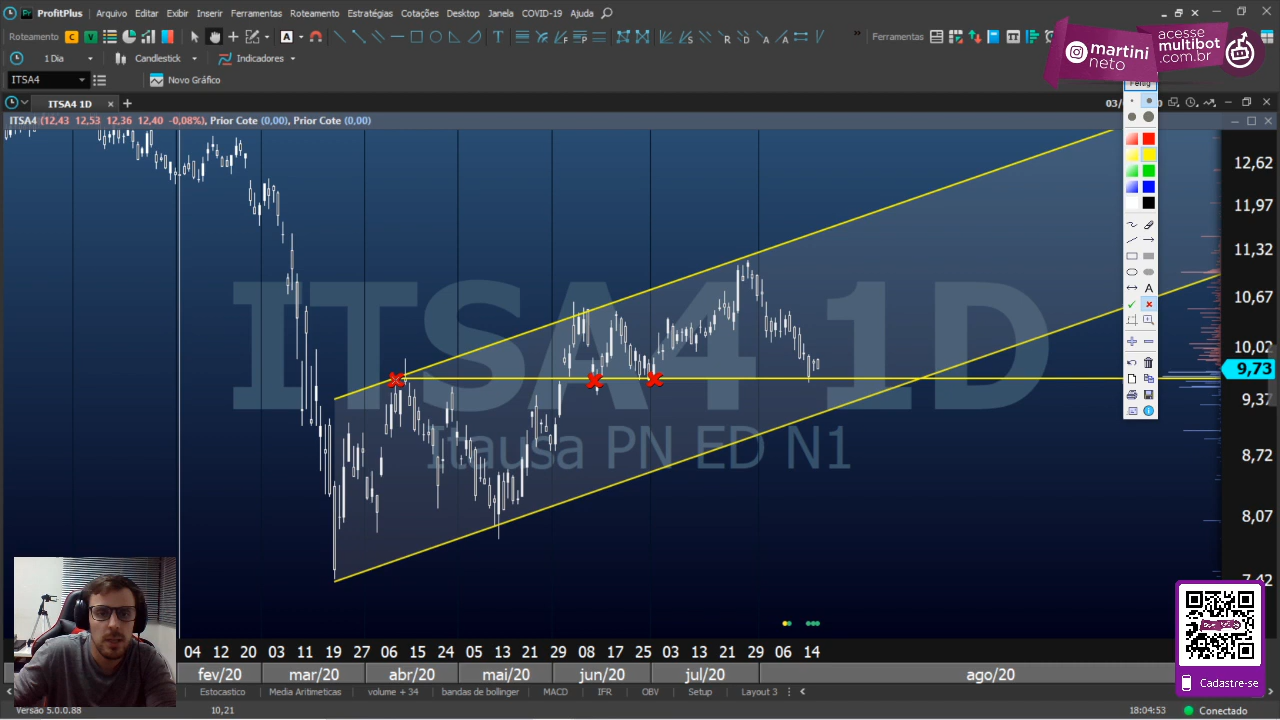 ProfitPlus Arquivo Editar Exibir Inserir Ferramentas Roteamento Estratégias Cotações Desktop Janela COVID-19 Ajuda
Roteamento Ferramentas
martini
neto
acesse
multibot
.com.br
1 Dia Candlestick Indicadores
ITSA4 Novo Gráfico
ITSA4 1D
ITSA4 (12,43 12,53 12,36 12,40 -0,08%), Prior Cote (0,00), Prior Cote (0,00)
ITSA4 1D
Itausa PN ED N1
12,62
11,97
11,32
10,67
10,02
9,73
9,37
8,72
8,07
7,42
04 12 20 03 11 19 27 06 15 24 05 13 21 29 08 17 25 03 13 21 29 06 14
fev/20 mar/20 abr/20 mai/20 jun/20 jul/20 ago/20
Estocastico Media Aritimeticas volume + 34 bandas de bollinger MACD IFR OBV Setup Layout 3
Cadastre-se
Versão 5.0.0.88 10,21 18:04:53 Conectado